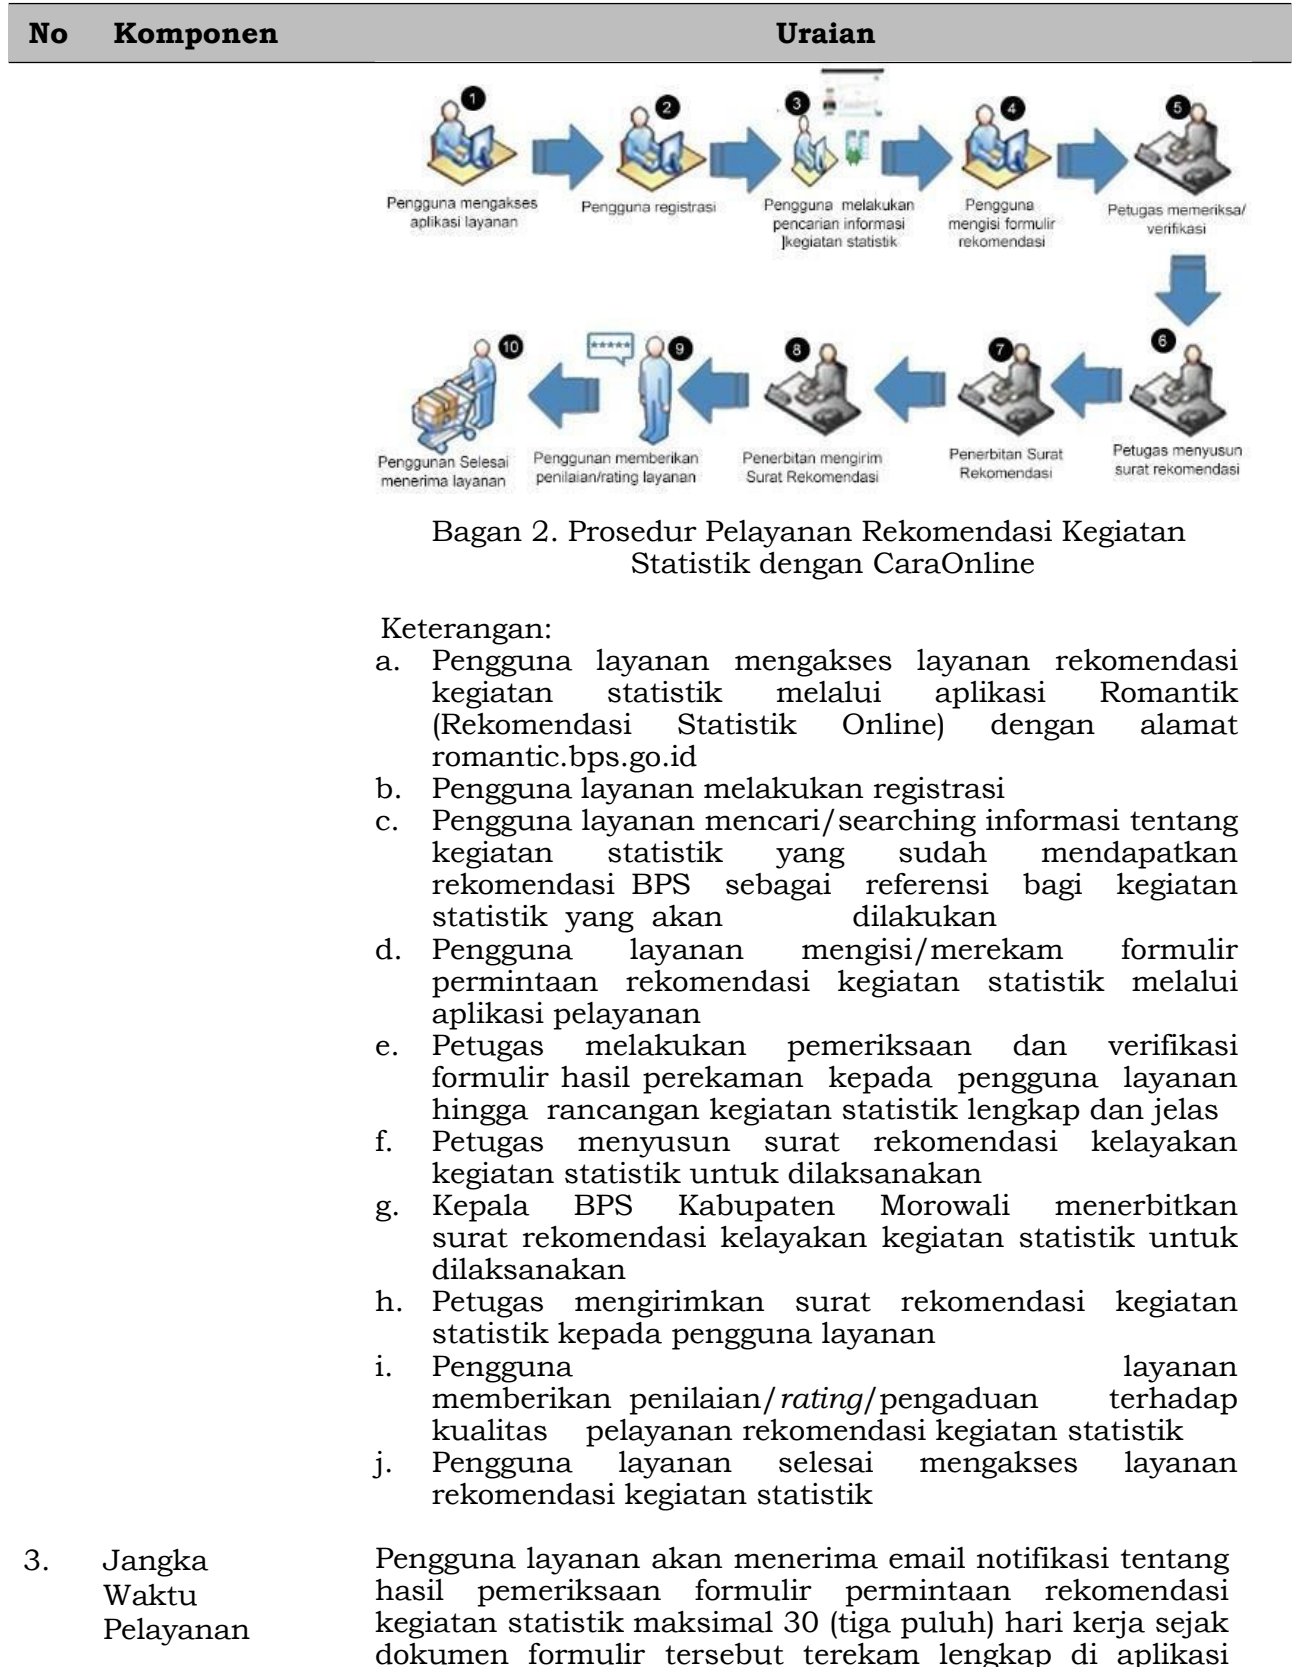 No Komponen Uraian
1 2 3 4 5
Pengguna mengakses
aplikasi layanan
Pengguna registrasi
Pengguna melakukan
pencarian informasi
]kegiatan statistik
Pengguna
mengisi formulir
rekomendasi
Petugas memeriksa/
verifikasi
10 ***** 9 8 7 6
Penggunan Selesai
menerima layanan
Penggunan memberikan
penilaian/rating layanan
Penerbitan mengirim
Surat Rekomendasi
Penerbitan Surat
Rekomendasi
Petugas menyusun
surat rekomendasi
Bagan 2. Prosedur Pelayanan Rekomendasi Kegiatan
Statistik dengan CaraOnline
Keterangan:
a. Pengguna layanan mengakses layanan rekomendasi
kegiatan statistik melalui aplikasi Romantik
(Rekomendasi Statistik Online) dengan alamat
romantic.bps.go.id
b. Pengguna layanan melakukan registrasi
c. Pengguna layanan mencari/searching informasi tentang
kegiatan statistik yang sudah mendapatkan
rekomendasi BPS sebagai referensi bagi kegiatan
statistik yang akan dilakukan
d. Pengguna layanan mengisi/merekam formulir
permintaan rekomendasi kegiatan statistik melalui
aplikasi pelayanan
e. Petugas melakukan pemeriksaan dan verifikasi
formulir hasil perekaman kepada pengguna layanan
hingga rancangan kegiatan statistik lengkap dan jelas
f. Petugas menyusun surat rekomendasi kelayakan
kegiatan statistik untuk dilaksanakan
g. Kepala BPS Kabupaten Morowali menerbitkan
surat rekomendasi kelayakan kegiatan statistik untuk
dilaksanakan
h. Petugas mengirimkan surat rekomendasi kegiatan
statistik kepada pengguna layanan
i. Pengguna layanan
memberikan penilaian/rating/pengaduan terhadap
kualitas pelayanan rekomendasi kegiatan statistik
j. Pengguna layanan selesai mengakses layanan
rekomendasi kegiatan statistik
3. Jangka
Waktu
Pelayanan
Pengguna layanan akan menerima email notifikasi tentang
hasil pemeriksaan formulir permintaan rekomendasi
kegiatan statistik maksimal 30 (tiga puluh) hari kerja sejak
dokumen formulir tersebut terekam lengkap di aplikasi